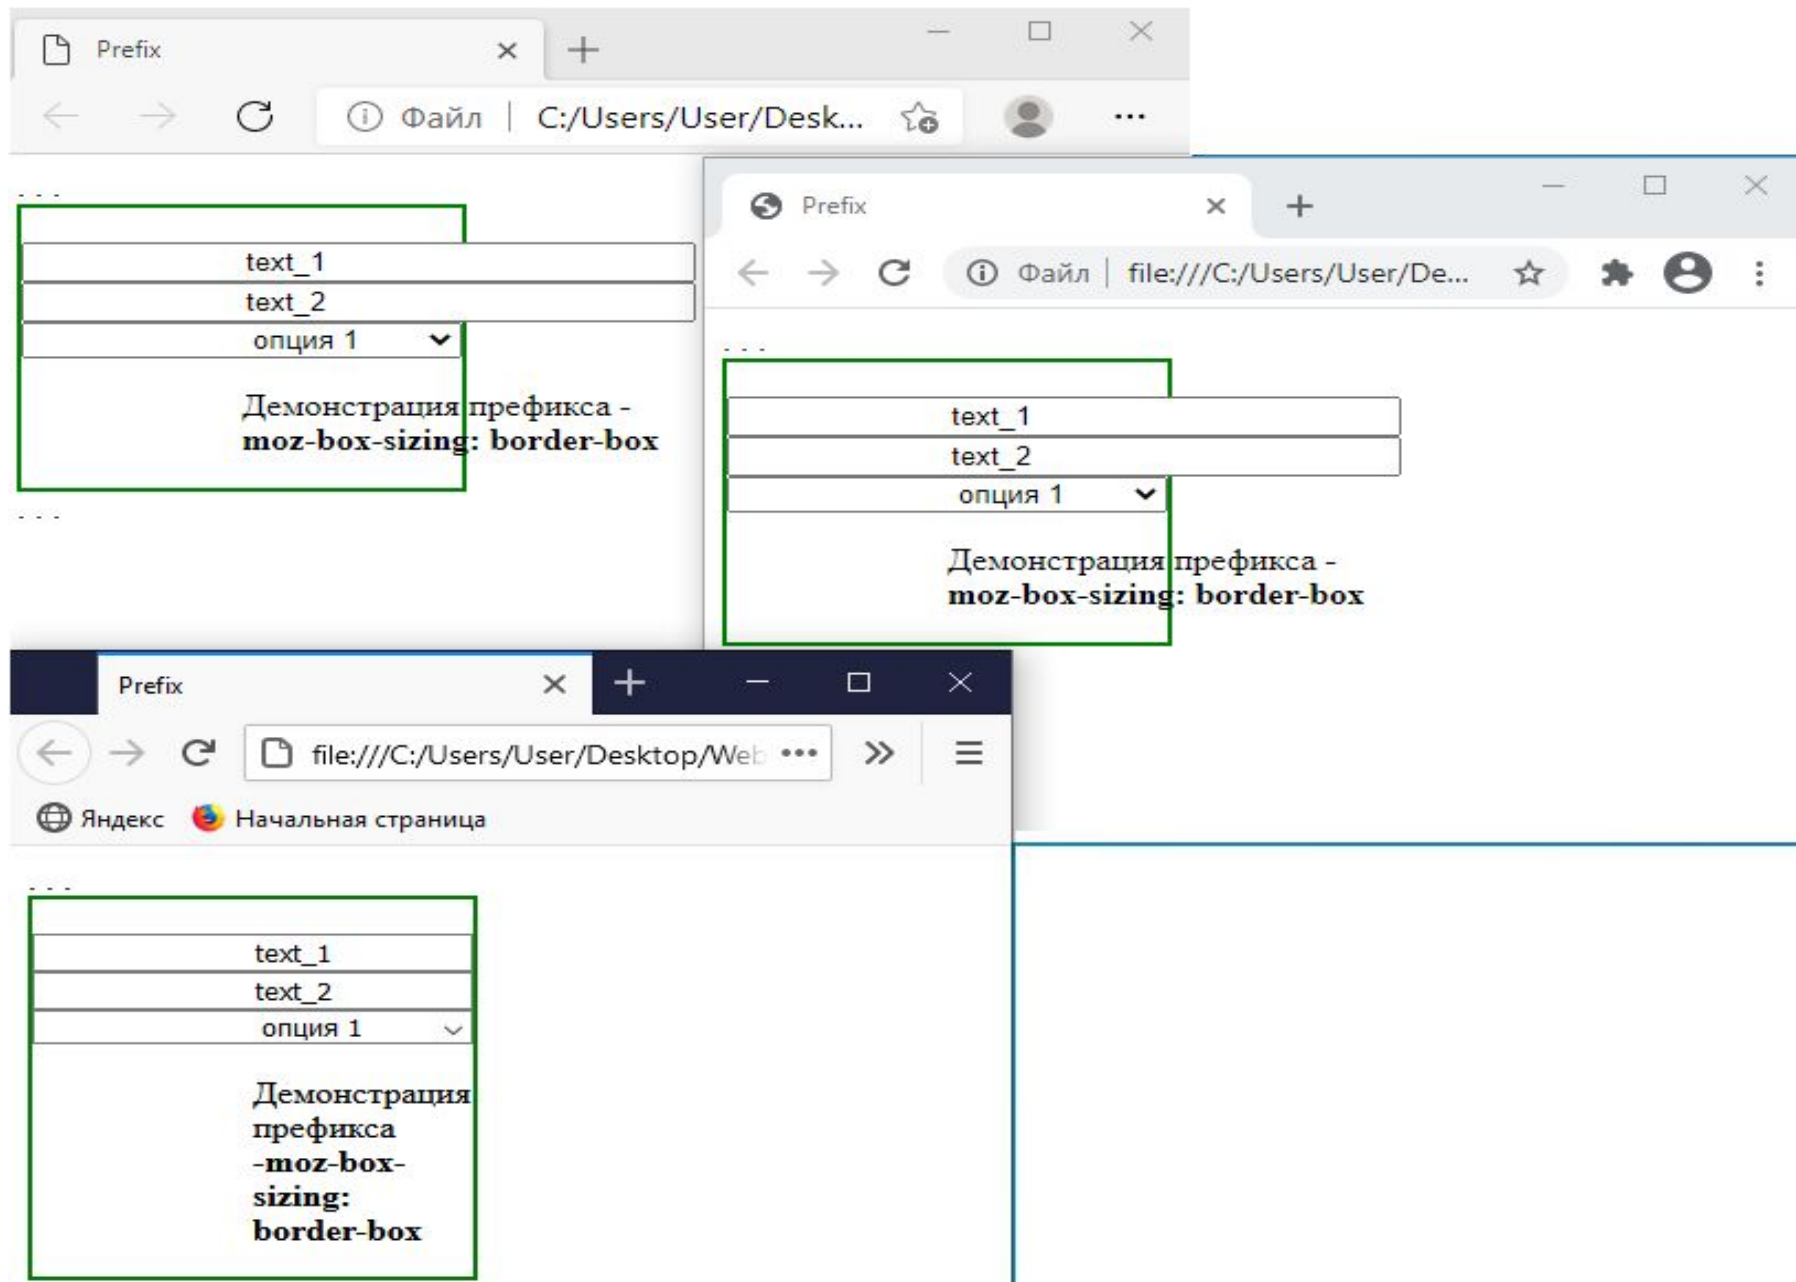 Prefix
Файл | C:/Users/User/Desk...
- - -
text_1
text_2
опция 1
Демонстрация префикса -
moz-box-sizing: border-box
- - -
Prefix
Файл | file:///C:/Users/User/De...
- - -
text_1
text_2
опция 1
Демонстрация префикса -
moz-box-sizing: border-box
Prefix
file:///C:/Users/User/Desktop/Web
Яндекс Начальная страница
- - -
text_1
text_2
опция 1
Демонстрация
префикса
-moz-box-
sizing:
border-box